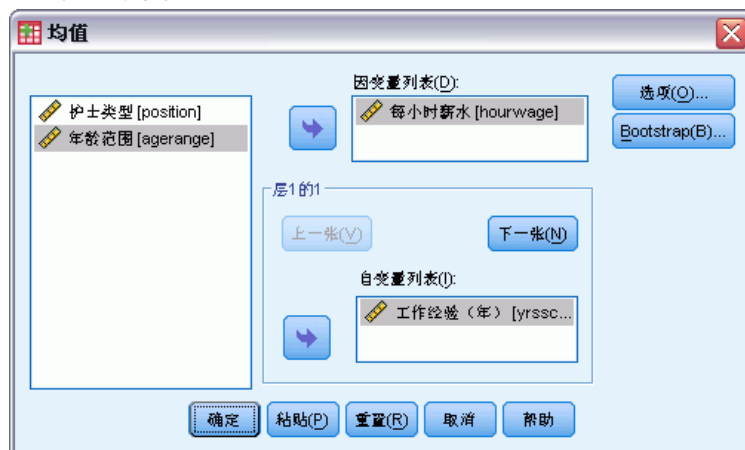 均值
因变量列表(D):
护士类型 [position]
年龄范围 [agerange]
每小时薪水 [hourwage]
选项(O)...
Bootstrap(B)...
层1的1
上一张(V)
下一张(N)
自变量列表(I):
工作经验（年） [yrssc...
确定
粘贴(P)
重置(R)
取消
帮助